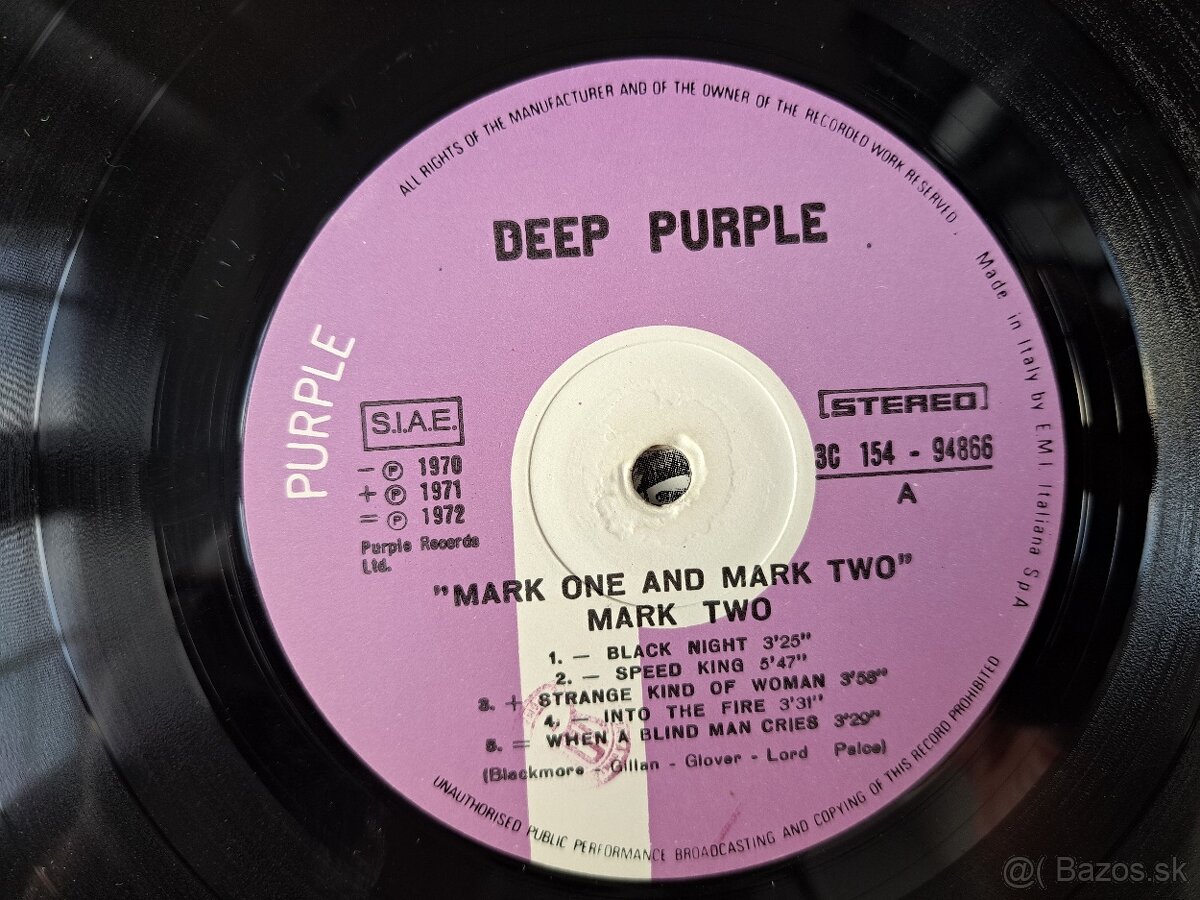 ALL RIGHTS OF THE MANUFACTURER AND OF THE OWNER OF THE RECORDED WORK RESERVED
DEEP PURPLE
Made in Italy by EMI Italiana SpA
PURPLE
S.I.A.E.
STEREO
3C 154 - 94866
A
- Ⓟ 1970
+ Ⓟ 1971
= Ⓟ 1972
Purple Records
Ltd.
"MARK ONE AND MARK TWO"
MARK TWO
1. — BLACK NIGHT 3'25"
2. — SPEED KING 5'47"
3. + STRANGE KIND OF WOMAN 3'58"
4. — INTO THE FIRE 3'31"
5. = WHEN A BLIND MAN CRIES 3'29"
(Blackmore - Gillan - Glover - Lord Paice)
UNAUTHORISED PUBLIC PERFORMANCE BROADCASTING AND COPYING OF THIS RECORD PROHIBITED
@( Bazos.sk